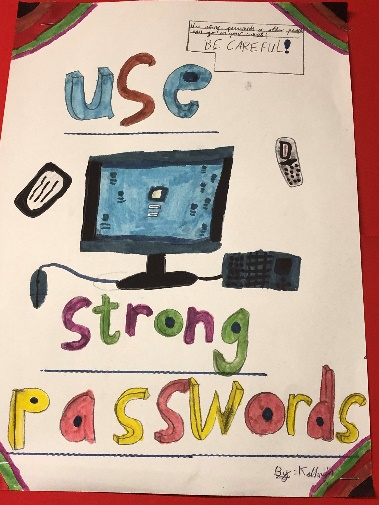 use
BE CAREFUL!
strong
passwords
By: